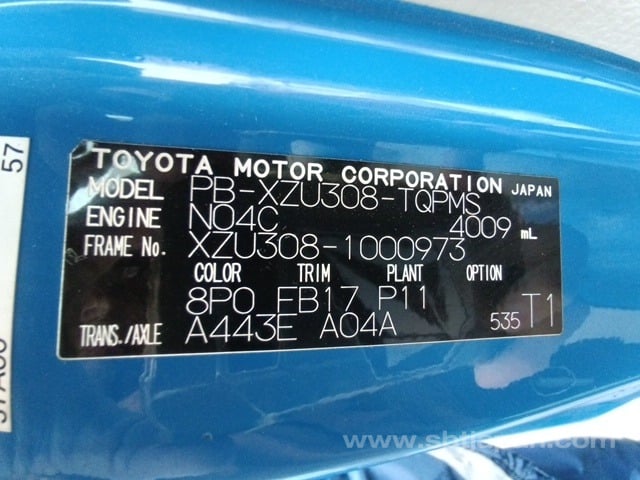 TOYOTA MOTOR CORPORATION JAPAN
MODEL PB-XZU308-TQPMS
ENGINE N04C 4009 mL
FRAME No. XZU308-1000973
COLOR TRIM PLANT OPTION
8P0 FB17 P11
TRANS./AXLE A443E A04A 535 T1
57